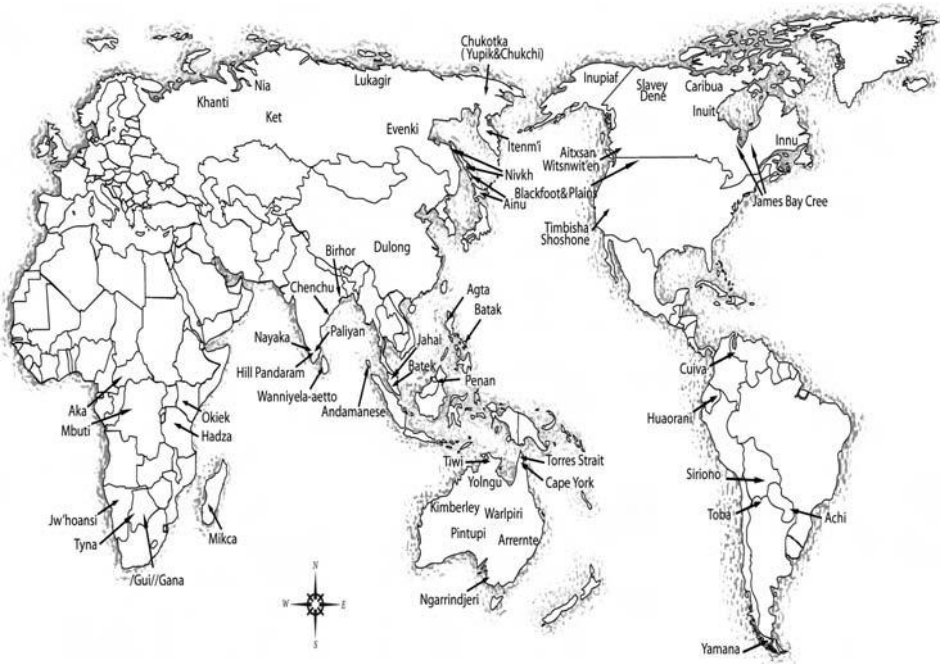 Chukotka
(Yupik&Chukchi)
Lukagir
Nia
Khanti
Ket
Evenki
Itenm'i
Nivkh
Ainu
Inupiaf
Slavey
Dene
Caribua
Inuit
Innu
Aitxsan
Witsnwit'en
Blackfoot&Plains
James Bay Cree
Timbisha
Shoshone
Dulong
Birhor
Chenchu
Nayaka
Paliyan
Hill Pandaram
Wanniyela-aetto
Andamanese
Agta
Batak
Jahai
Batek
Penan
Aka
Mbuti
Okiek
Hadza
Cuiva
Huaorani
Tiwi
Yolngu
Torres Strait
Cape York
Kimberley
Warlpiri
Pintupi
Arrernte
Siriono
Toba
Achi
Jw'hoansi
Tyna
/Gui//Gana
Mikca
Ngarrindjeri
N
W
E
S
Yamana